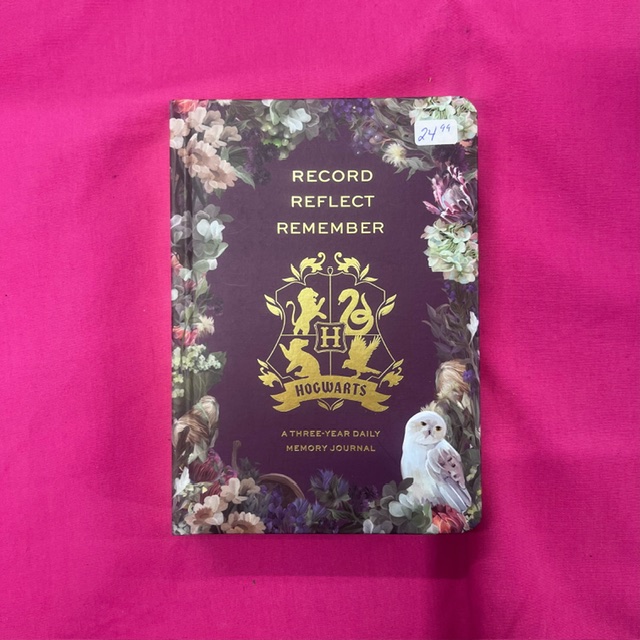 24 99
RECORD
REFLECT
REMEMBER
H
HOGWARTS
A THREE-YEAR DAILY
MEMORY JOURNAL